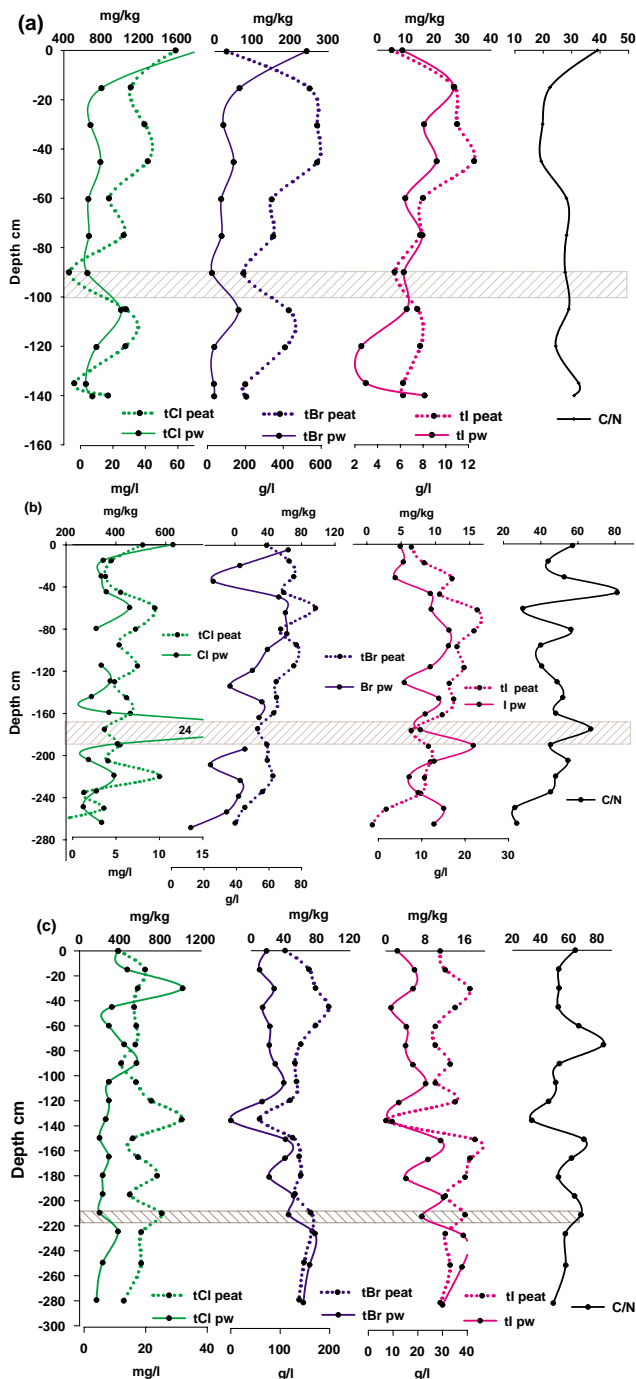 (a)
mg/kg mg/kg mg/kg C/N
400 800 1200 1600 0 100 200 300 0 10 20 30 40 0 10 20 30 40 50
0
-20
-40
-60
-80
-100
-120
-140
-160
Depth cm
tCl peat tBr peat tI peat
tCl pw tBr pw tI pw C/N
0 20 40 60 0 200 400 600 2 4 6 8 10 12
mg/l g/l g/l
(b)
mg/kg mg/kg mg/kg
200 400 600 0 40 80 120 0 5 10 15 20 40 60 80 100
0
-40
-80
-120
-160
-200
-240
-280
Depth cm
tCl peat
Cl pw
tBr peat
Br pw
tI peat
I pw
24
C/N
0 5 10 15 0 10 20 30
mg/l g/l
0 20 40 60 80
g/l
(c)
mg/kg mg/kg mg/kg
0 400 800 1200 0 40 80 120 0 8 16 20 40 60 80
0
-20
-40
-60
-80
-100
-120
-140
-160
-180
-200
-220
-240
-260
-280
-300
Depth cm
tCl peat tBr peat tI peat
tCl pw tBr pw tI pw C/N
0 20 40 0 100 200 0 10 20 30 40
mg/l g/l g/l